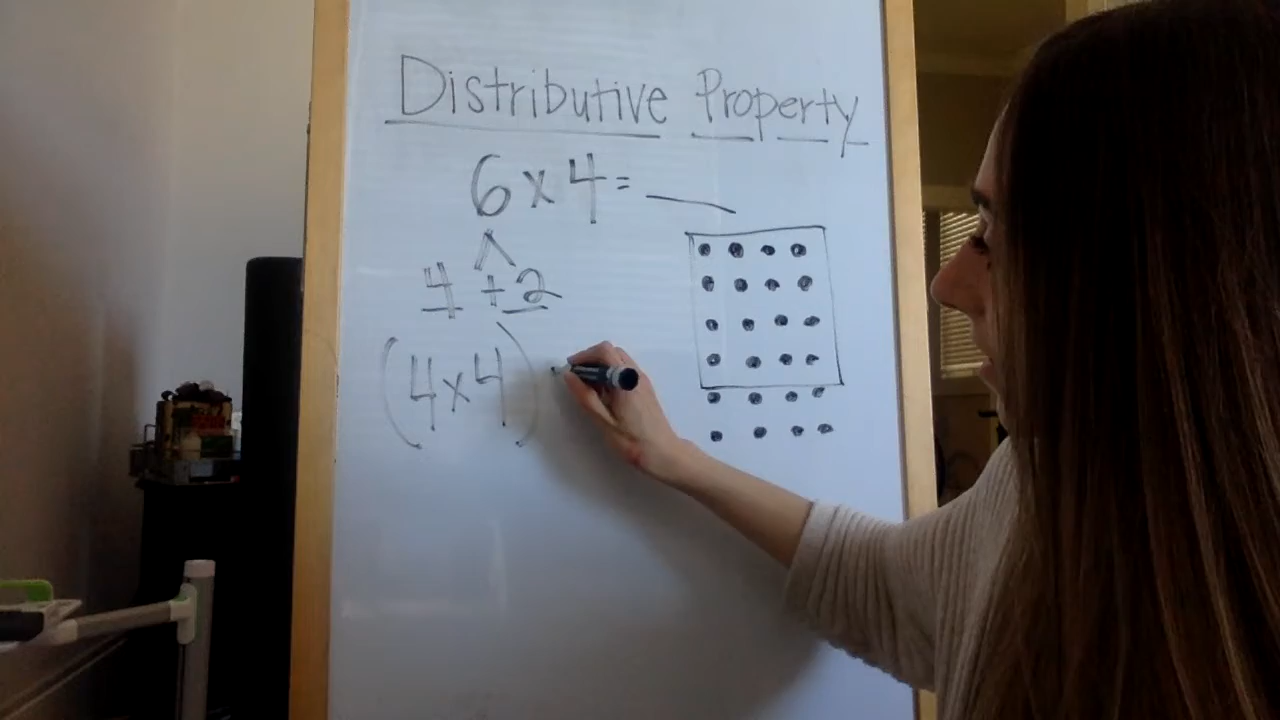 Distributive Property
6 x 4 = ___
4 + 2
(4 x 4)